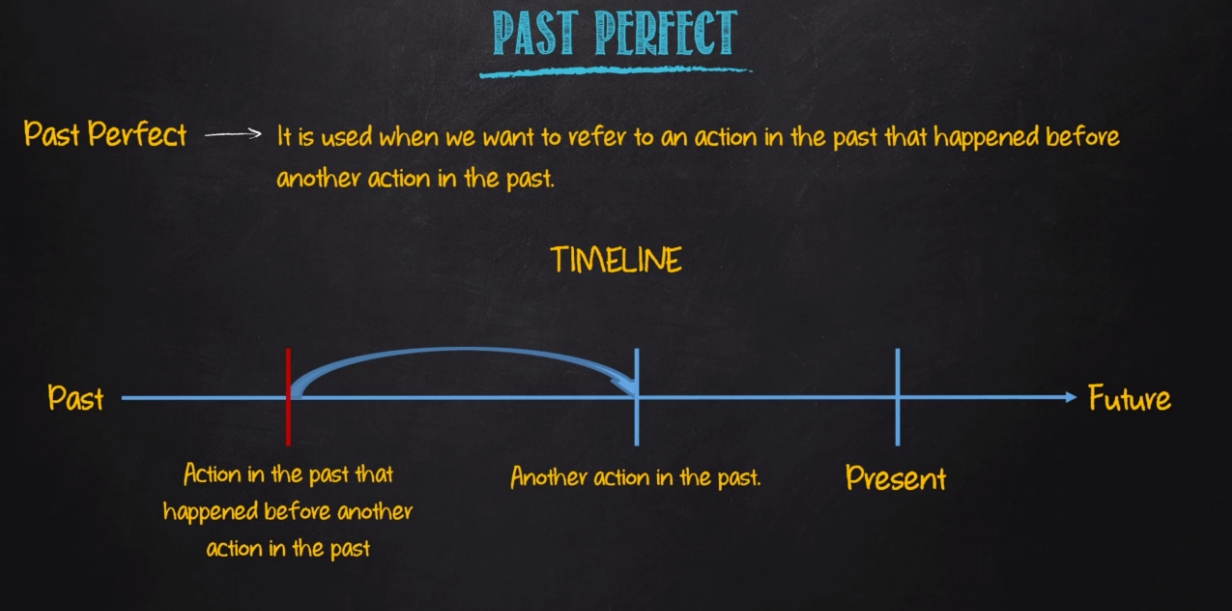 PAST PERFECT
Past Perfect It is used when we want to refer to an action in the past that happened before
another action in the past.
TIMELINE
Past
Future
Action in the past that
happened before another
action in the past
Another action in the past.
Present